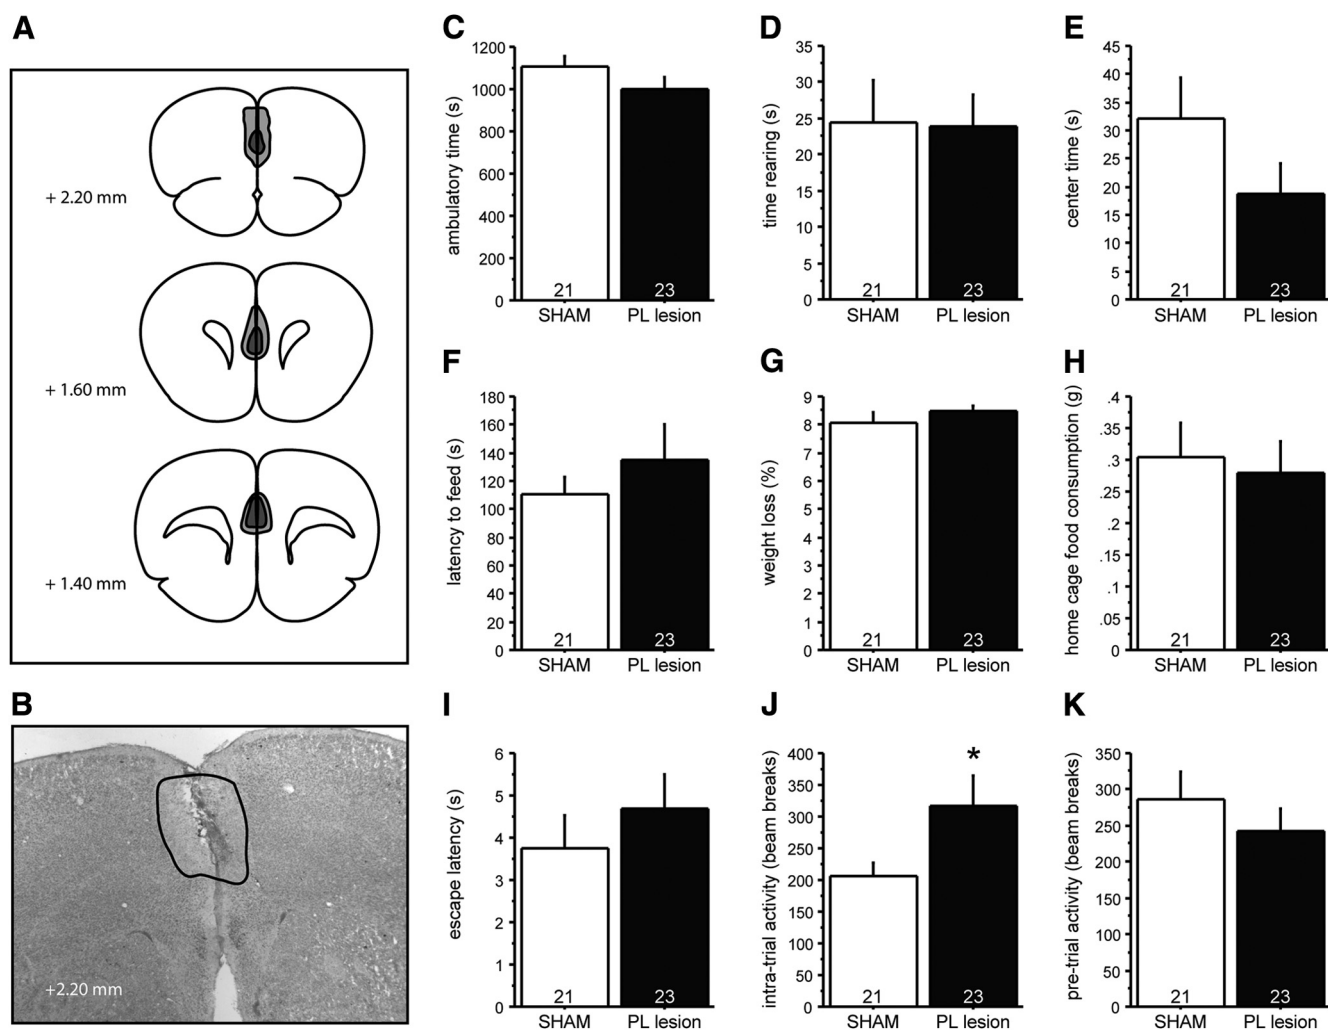 A
+ 2.20 mm
+ 1.60 mm
+ 1.40 mm
B
+2.20 mm
C
ambulatory time (s)
1200
1000
800
600
400
200
0
21
23
SHAM
PL lesion
D
time rearing (s)
35
30
25
20
15
10
5
0
21
23
SHAM
PL lesion
E
center time (s)
45
40
35
30
25
20
15
10
5
0
21
23
SHAM
PL lesion
F
latency to feed (s)
180
160
140
120
100
80
60
40
20
0
21
23
SHAM
PL lesion
G
weight loss (%)
9
8
7
6
5
4
3
2
1
0
21
23
SHAM
PL lesion
H
home cage food consumption (g)
.4
.35
.3
.25
.2
.15
.1
.05
0
21
23
SHAM
PL lesion
I
escape latency (s)
6
5
4
3
2
1
0
21
23
SHAM
PL lesion
J
intra-trial activity (beam breaks)
400
350
300
250
200
150
100
50
0
*
21
23
SHAM
PL lesion
K
pre-trial activity (beam breaks)
350
300
250
200
150
100
50
0
21
23
SHAM
PL lesion